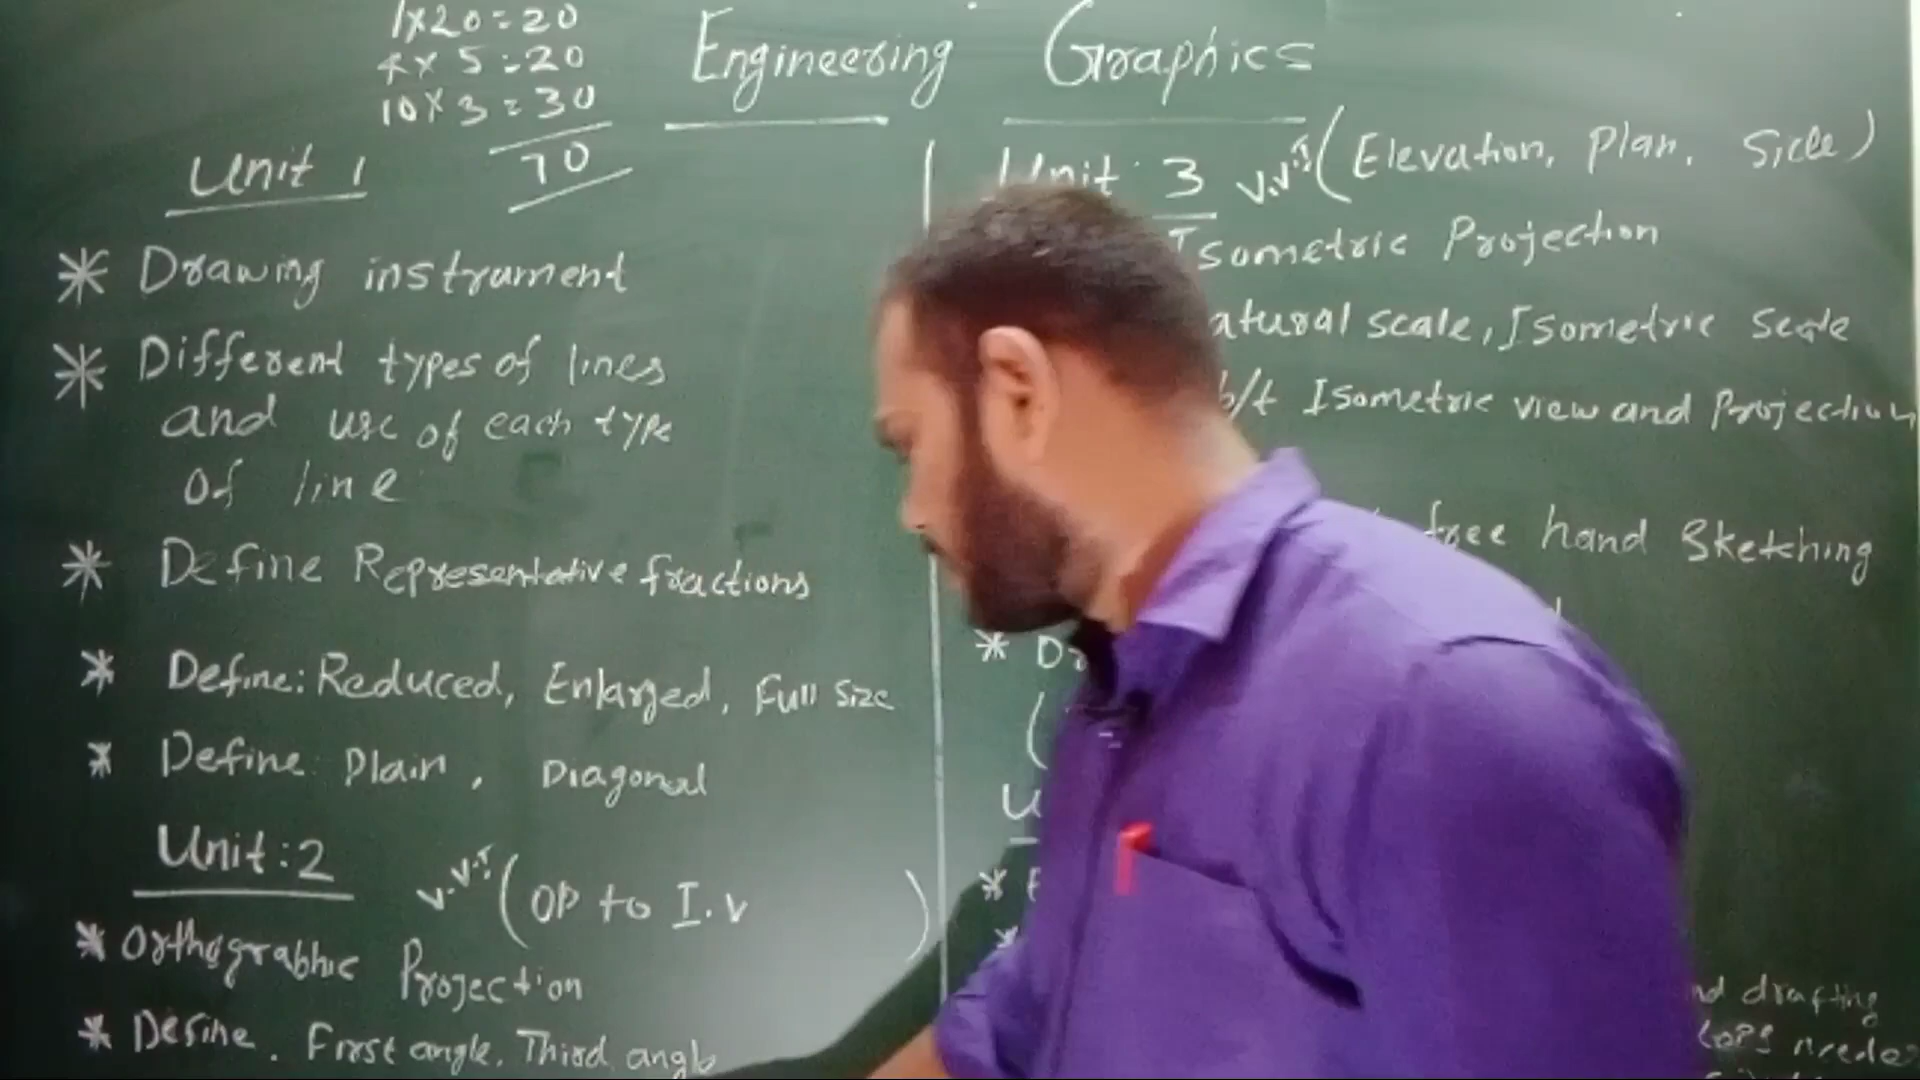 1x20=20
4x5=20
10x3=30
70
Engineering Graphics
Unit 1
* Drawing instrument
* Different types of lines
and use of each type
of line
* Define Representative fractions
* Define: Reduced, Enlarged, Full size
* Define Plain, Diagonal
Unit:2 V.V.I (OP to I.V )
* Orthographic Projection
* Define. First angle. Third angle
Unit 3 V.V.I (Elevation, Plan, Side)
Isometric Projection
scale, Isometric Scale
b/t Isometric view and Projection
free hand Sketching
*
*
*
drafting